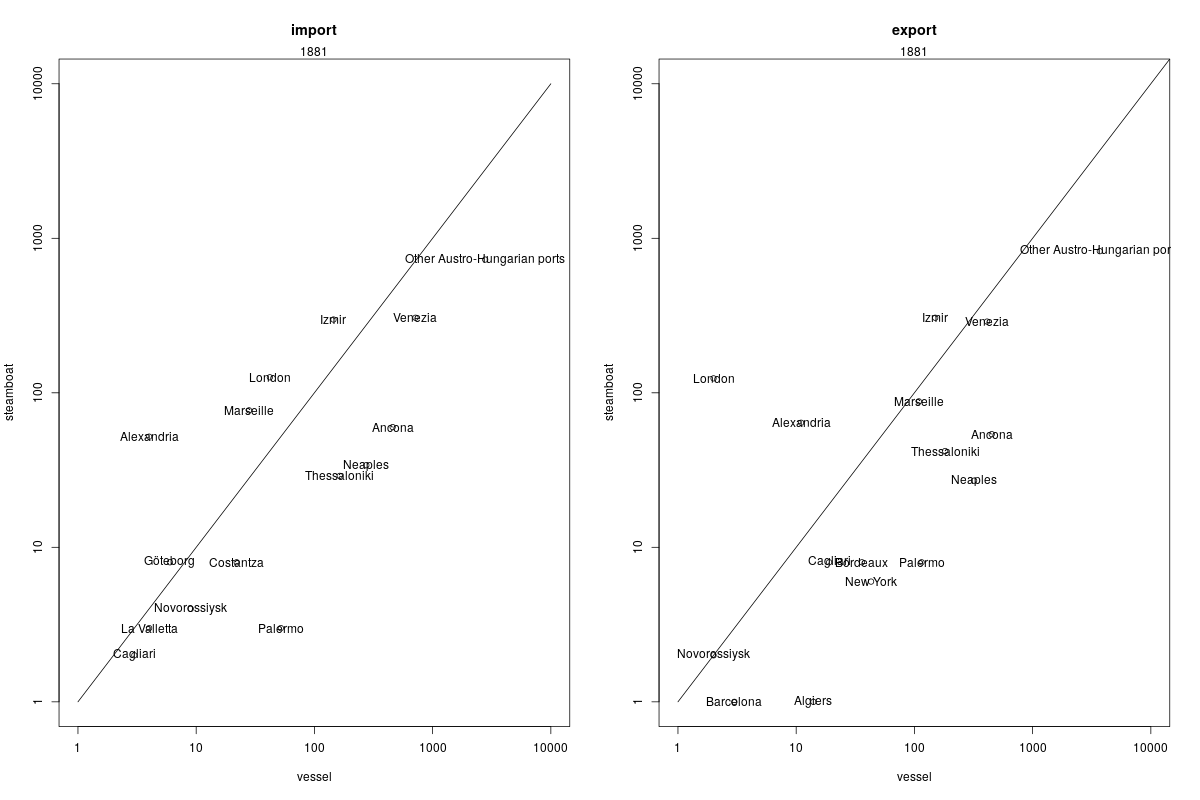 import
1881
10000
1000
100
10
1
steamboat
Other Austro-Hungarian ports
Izmir
Venezia
London
Marseille
Alexandria
Ancona
Neaples
Thessaloniki
Göteborg
Costantza
Novorossiysk
La Valletta
Palermo
Cagliari
1 10 100 1000 10000
vessel
export
1881
10000
1000
100
10
1
steamboat
Other Austro-Hungarian por
Izmir
Venezia
London
Marseille
Alexandria
Ancona
Thessaloniki
Neaples
Cagliari
Bordeaux
Palermo
New York
Novorossiysk
Barcelona
Algiers
1 10 100 1000 10000
vessel